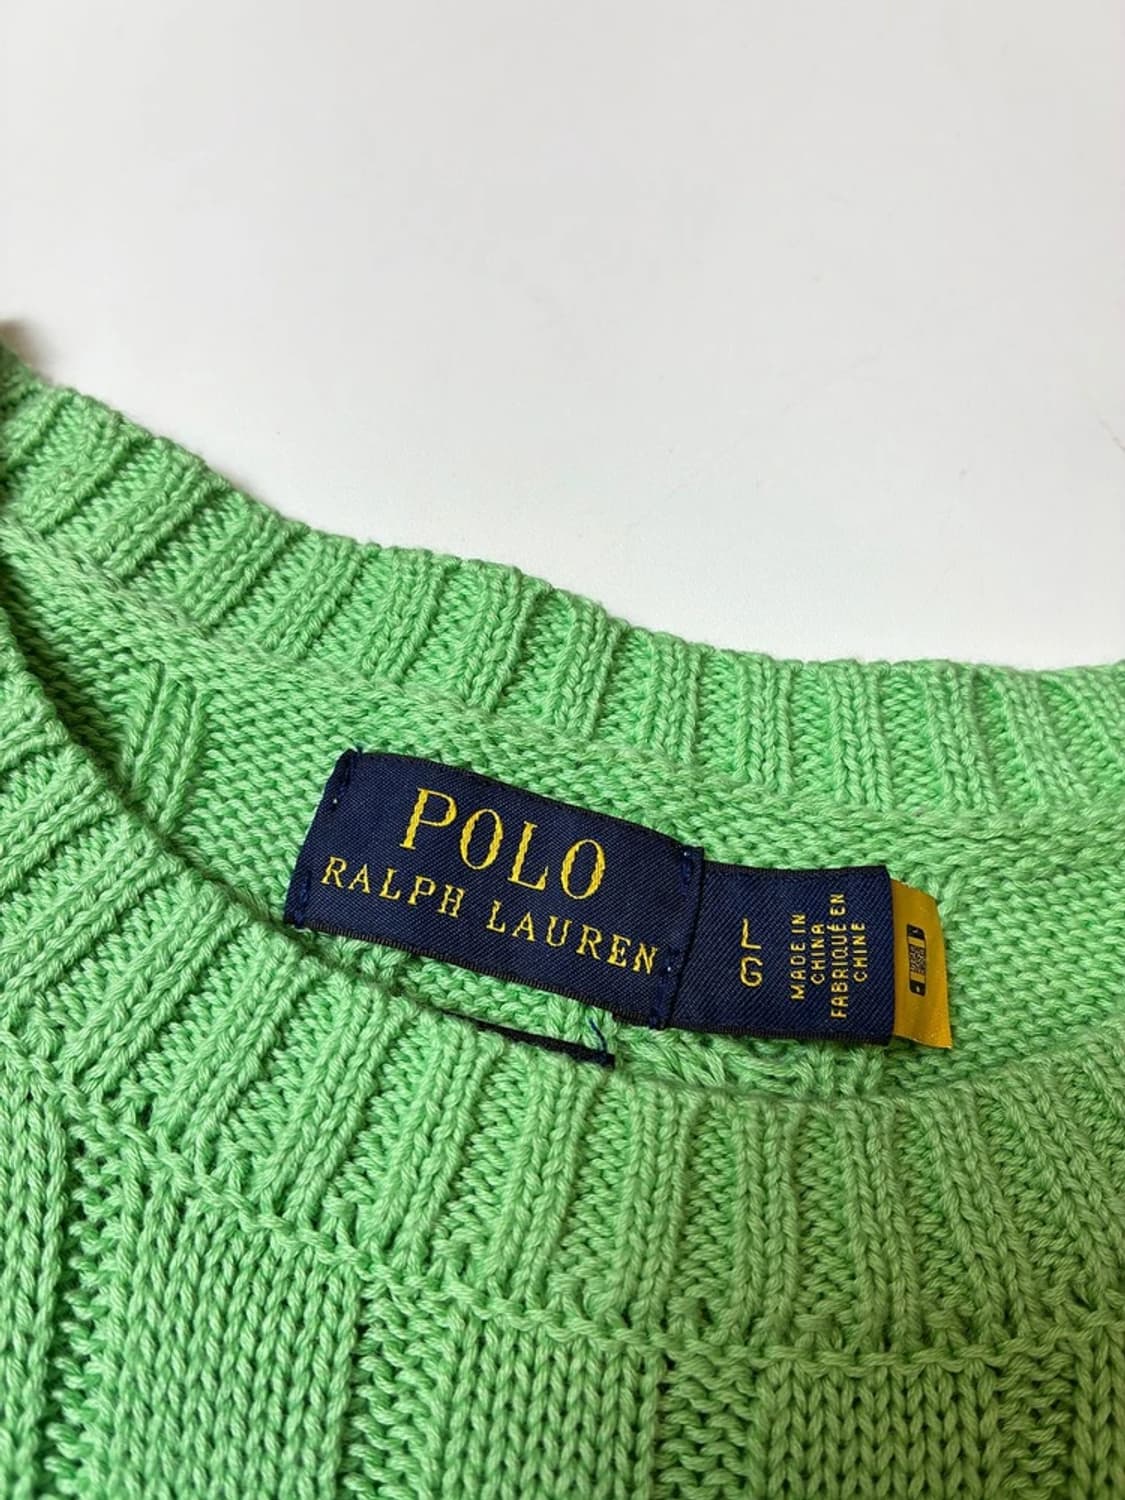 POLO
RALPH LAUREN
L
G
MADE IN
CHINA
FABRIQUÉ EN
CHINE